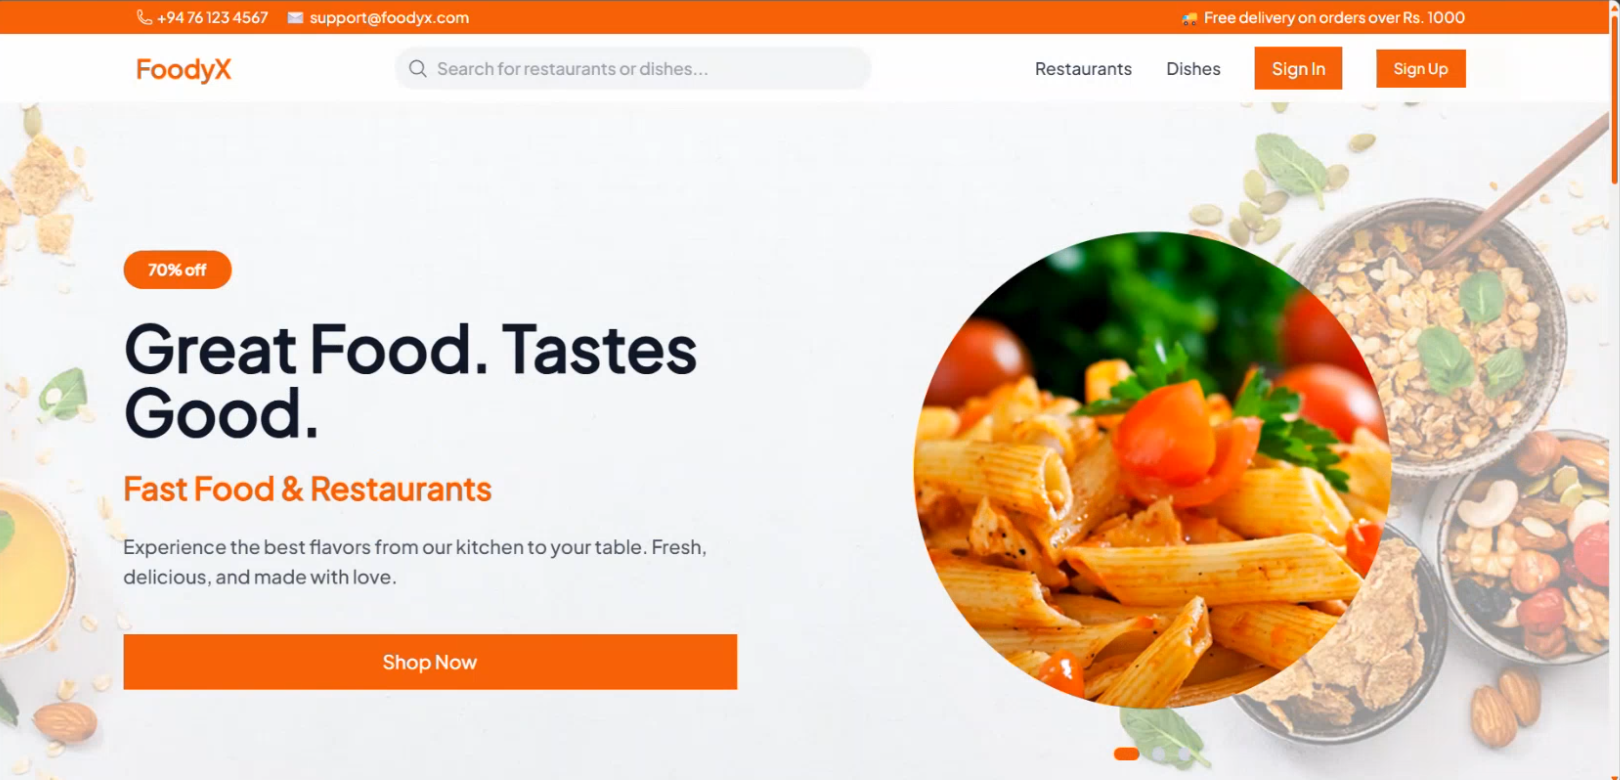 +94 76 123 4567 support@foodyx.com Free delivery on orders over Rs. 1000
FoodyX Search for restaurants or dishes... Restaurants Dishes Sign In Sign Up
70% off
Great Food. Tastes
Good.
Fast Food & Restaurants
Experience the best flavors from our kitchen to your table. Fresh,
delicious, and made with love.
Shop Now